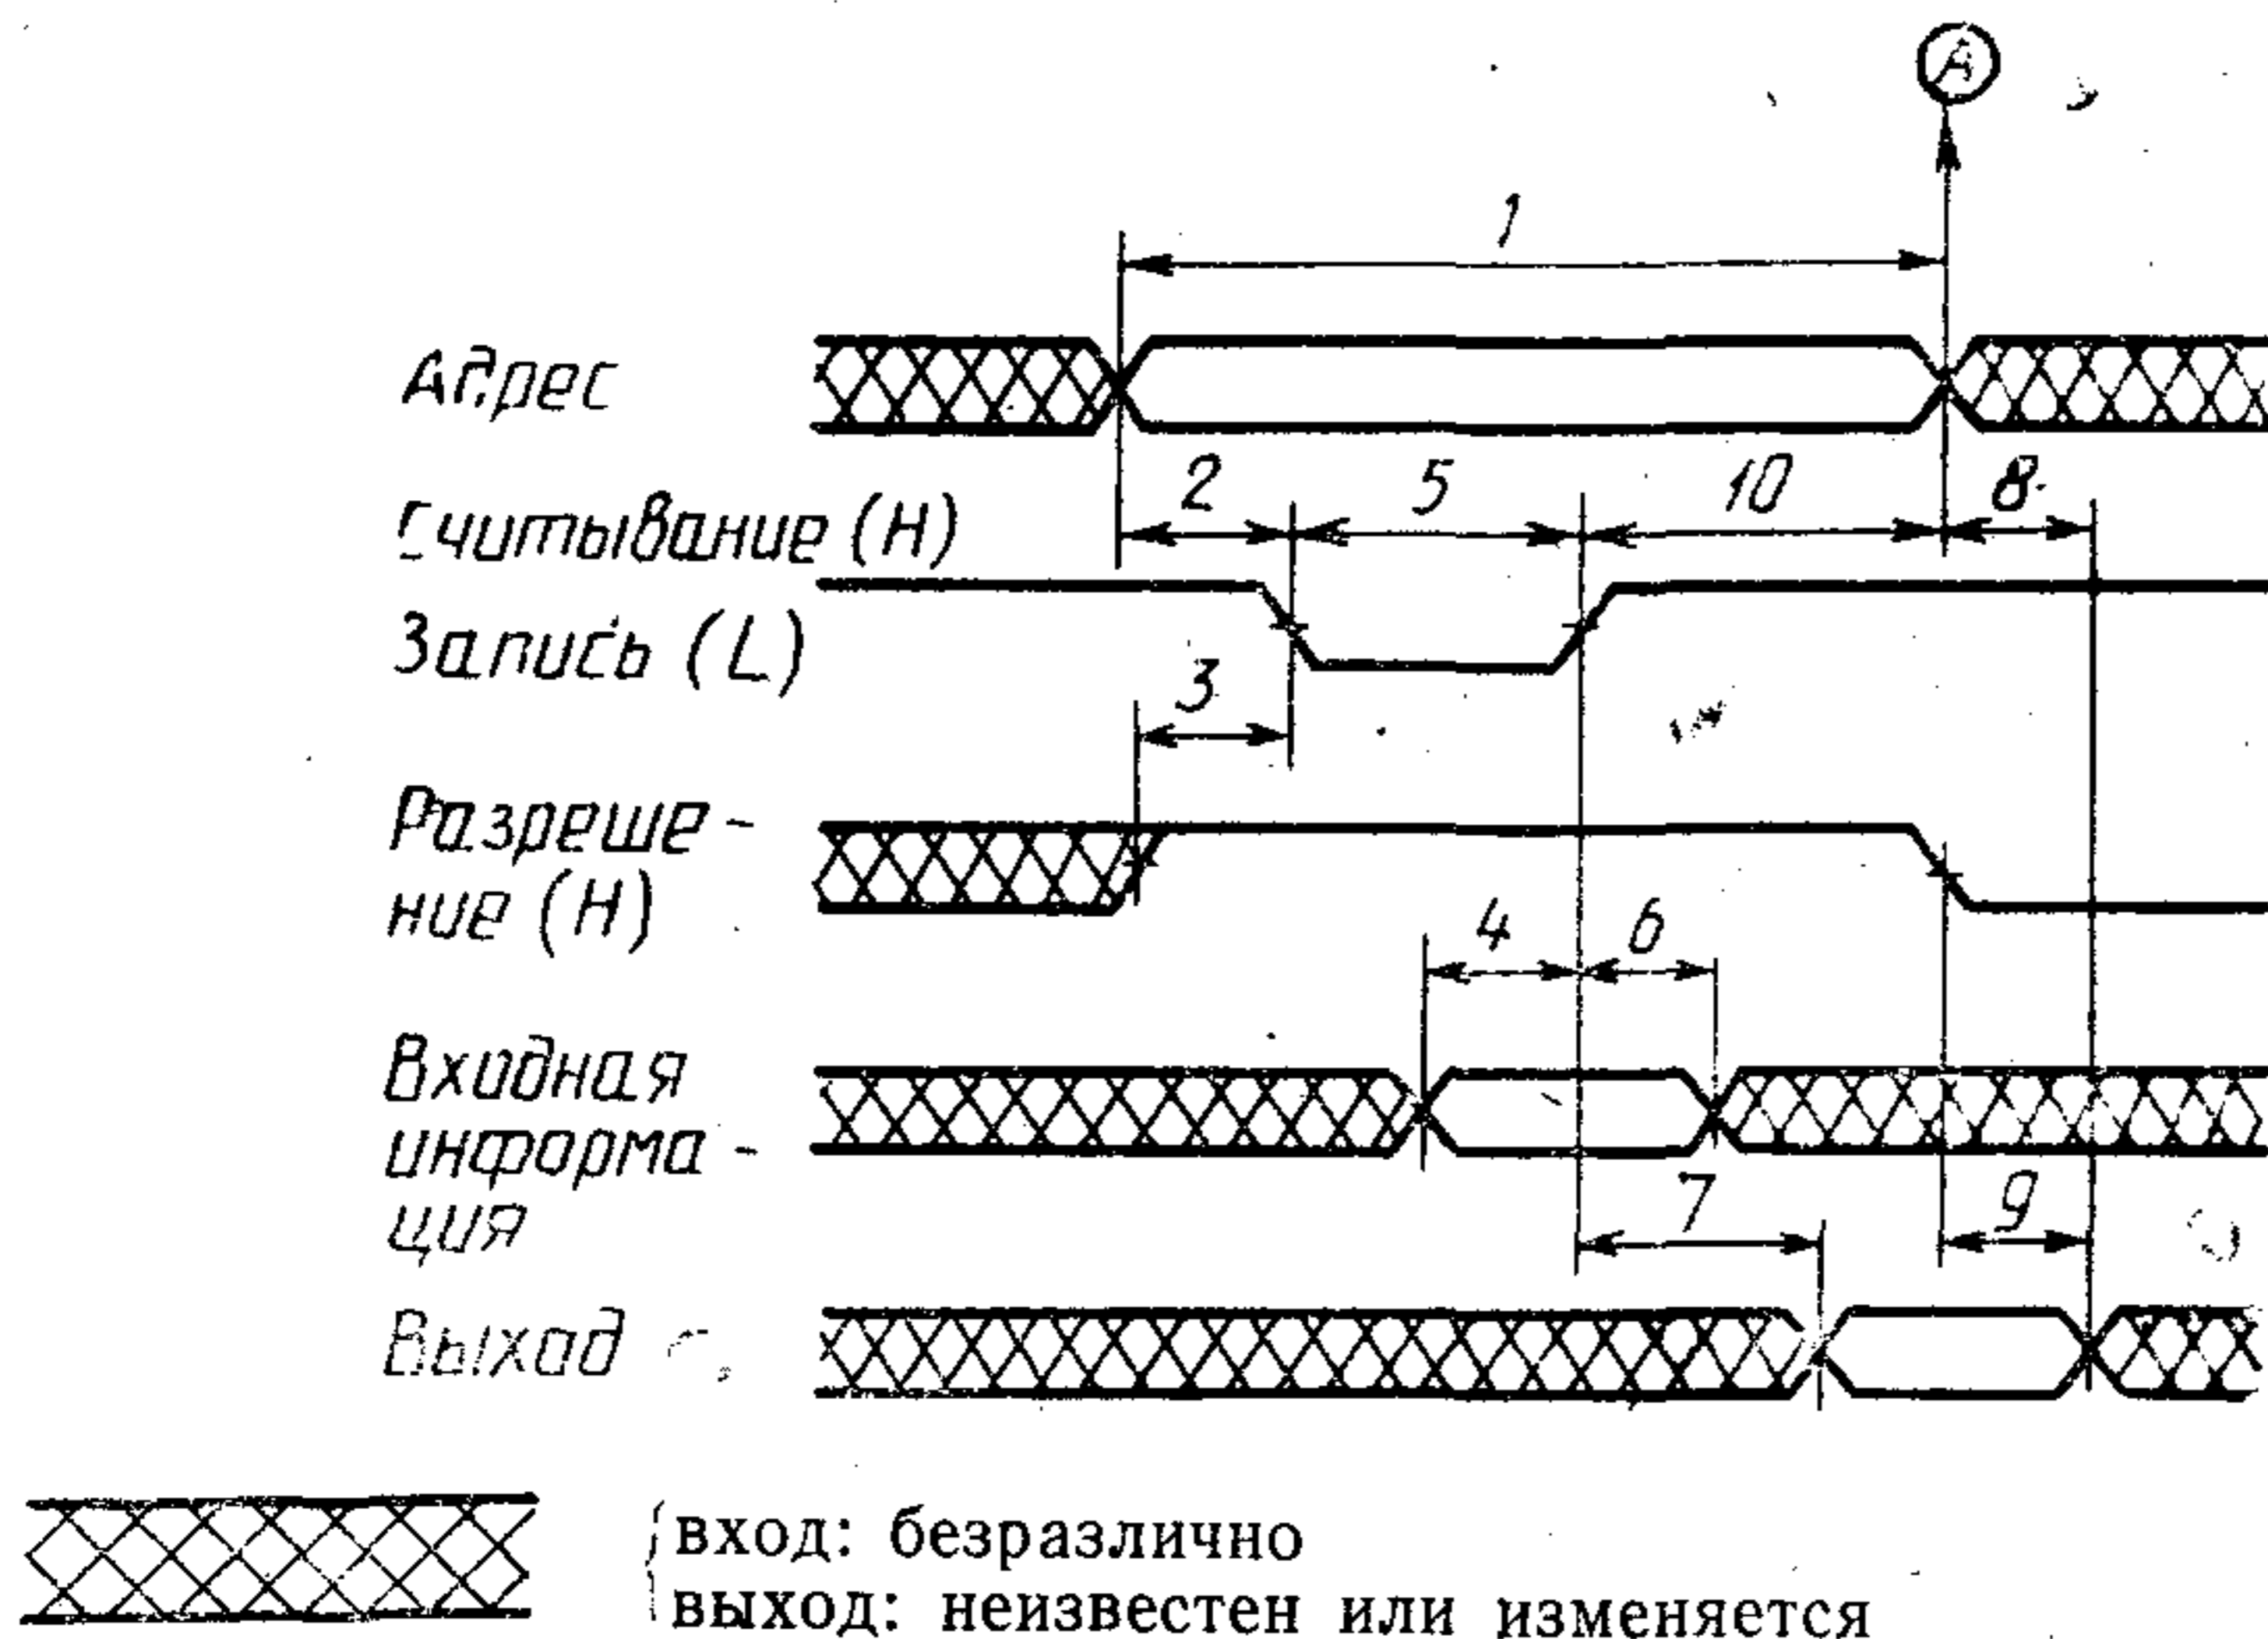 А
1
Адрес
2 5 10 8
Считывание (H)
Запись (L)
3
Разреше-
ние (H)
4 6
Входная
информа-
ция
7 9
Выход
вход: безразлично
выход: неизвестен или изменяется